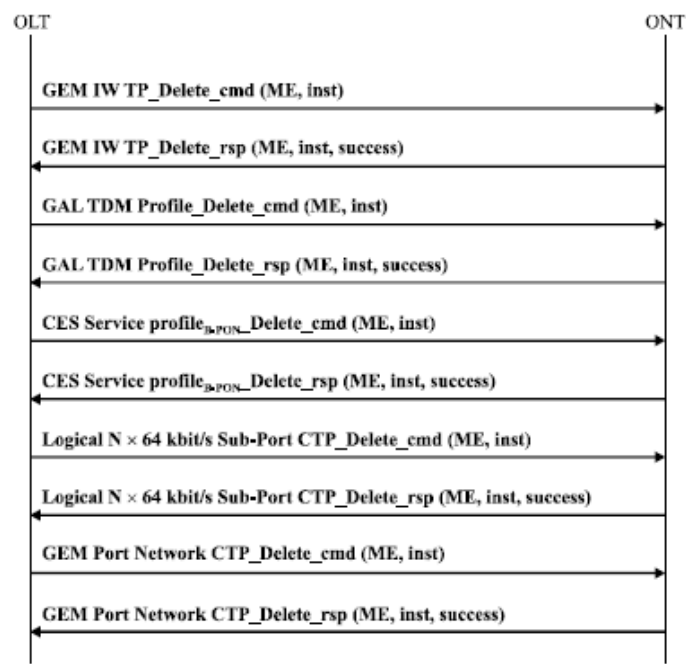 OLT ONT
GEM IW TP_Delete_cmd (ME, inst)
GEM IW TP_Delete_rsp (ME, inst, success)
GAL TDM Profile_Delete_cmd (ME, inst)
GAL TDM Profile_Delete_rsp (ME, inst, success)
CES Service profileB-PON_Delete_cmd (ME, inst)
CES Service profileB-PON_Delete_rsp (ME, inst, success)
Logical N × 64 kbit/s Sub-Port CTP_Delete_cmd (ME, inst)
Logical N × 64 kbit/s Sub-Port CTP_Delete_rsp (ME, inst, success)
GEM Port Network CTP_Delete_cmd (ME, inst)
GEM Port Network CTP_Delete_rsp (ME, inst, success)